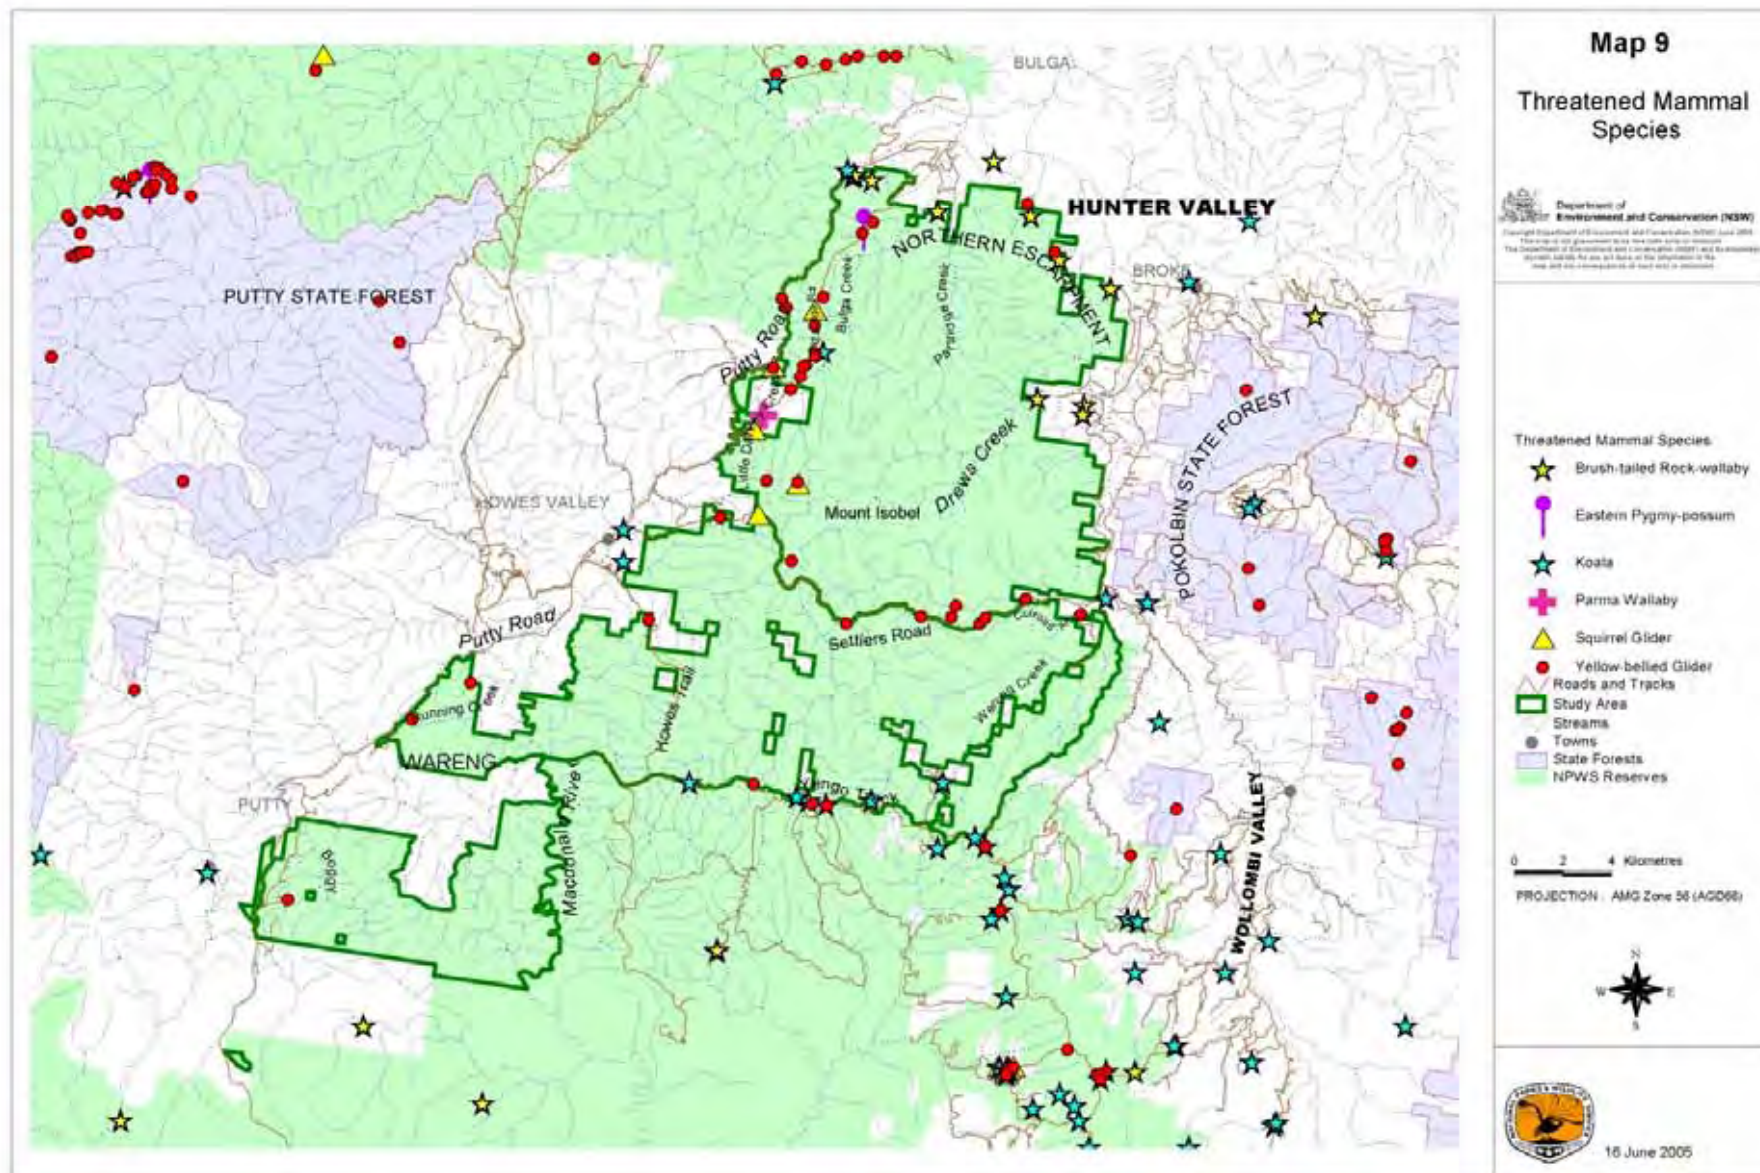 Map 9
Threatened Mammal
Species
Department of
Environment and Conservation (NSW)
BULGA
HUNTER VALLEY
NORTHERN ESCARPMENT
BROKE
PUTTY STATE FOREST
Putty Road
Bulga Creek
Parsnips Creek
POKOLBIN STATE FOREST
Drews Creek
HOWES VALLEY
Mount Isobel
Putty Road
Settlers Road
Howes Trail
Wareng Creek
Running Creek
WARENG
PUTTY
Macdonald River
Boggy
WOLLOMBI VALLEY
Threatened Mammal Species
Brush-tailed Rock-wallaby
Eastern Pygmy-possum
Koala
Parma Wallaby
Squirrel Glider
Yellow-bellied Glider
Roads and Tracks
Study Area
Streams
Towns
State Forests
NPWS Reserves
0 2 4 Kilometres
PROJECTION : AMG Zone 56 (AGD66)
N
W E
S
16 June 2005